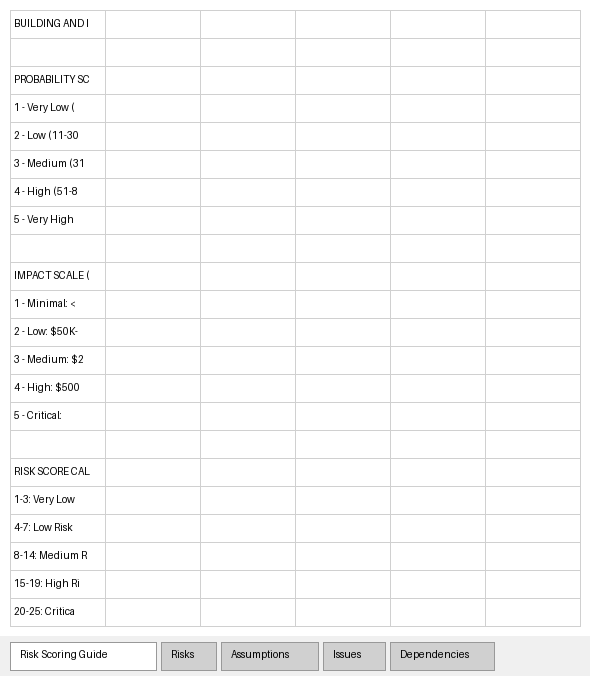 BUILDING AND I
PROBABILITY SC
1 - Very Low (
2 - Low (11-30
3 - Medium (31
4 - High (51-8
5 - Very High
IMPACT SCALE (
1 - Minimal: <
2 - Low: $50K-
3 - Medium: $2
4 - High: $500
5 - Critical:
RISK SCORE CAL
1-3: Very Low
4-7: Low Risk
8-14: Medium R
15-19: High Ri
20-25: Critica
Risk Scoring Guide Risks Assumptions Issues Dependencies